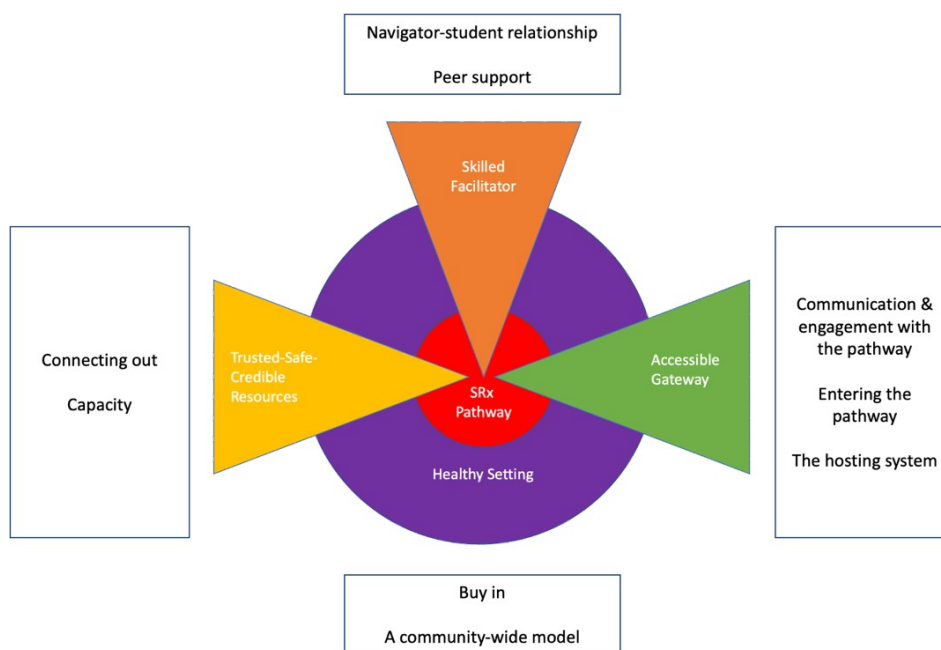 Navigator-student relationship
Peer support
Skilled
Facilitator
Connecting out
Capacity
Trusted-Safe-
Credible
Resources
SRx
Pathway
Accessible
Gateway
Communication &
engagement with
the pathway
Entering the
pathway
The hosting system
Healthy Setting
Buy in
A community-wide model